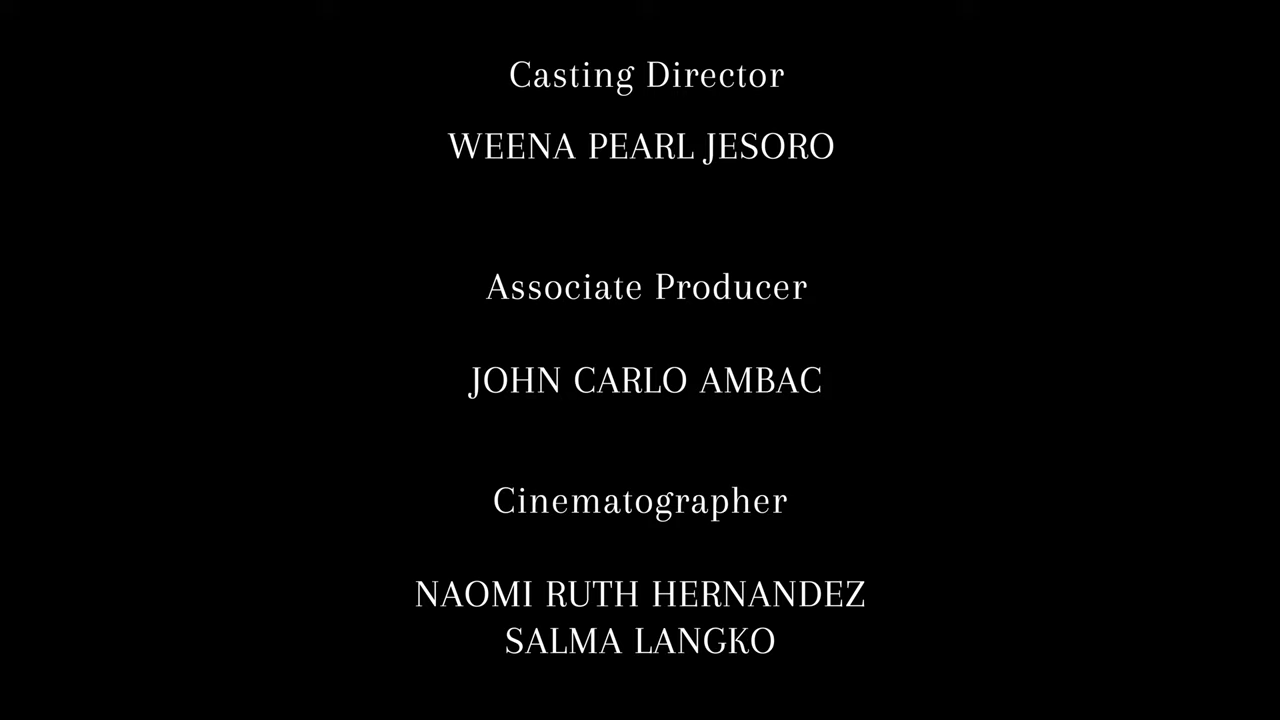 Casting Director
WEENA PEARL JESORO
Associate Producer
JOHN CARLO AMBAC
Cinematographer
NAOMI RUTH HERNANDEZ
SALMA LANGKO